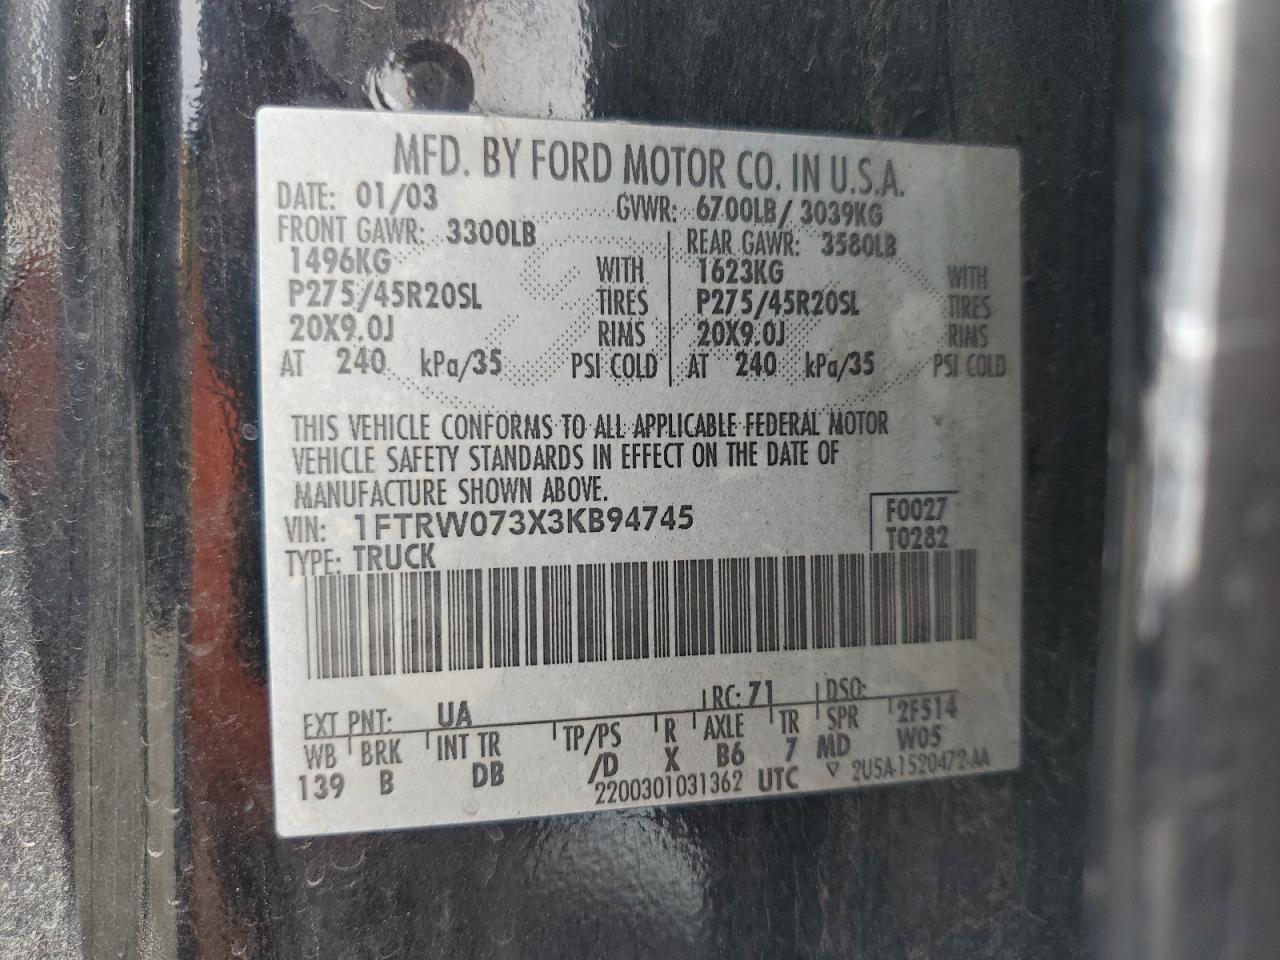 MFD. BY FORD MOTOR CO. IN U.S.A.
DATE: 01/03 GVWR: 6700LB/ 3039KG
FRONT GAWR: 3300LB REAR GAWR: 3580LB
1496KG WITH 1623KG WITH
P275/45R20SL TIRES P275/45R20SL TIRES
20X9.0J RIMS 20X9.0J RIMS
AT 240 kPa/35 PSI COLD AT 240 kPa/35 PSI COLD
THIS VEHICLE CONFORMS TO ALL APPLICABLE FEDERAL MOTOR
VEHICLE SAFETY STANDARDS IN EFFECT ON THE DATE OF
MANUFACTURE SHOWN ABOVE.
VIN: 1FTRW073X3KB94745 F0027
TYPE: TRUCK T0282
EXT PNT: UA RC: 71 DSO: 2F514
WB BRK INT TR TP/PS R AXLE TR SPR W05
139 B DB /D X B6 7 MD
2200301031362 UTC ▽ 2USA-1520472-AA